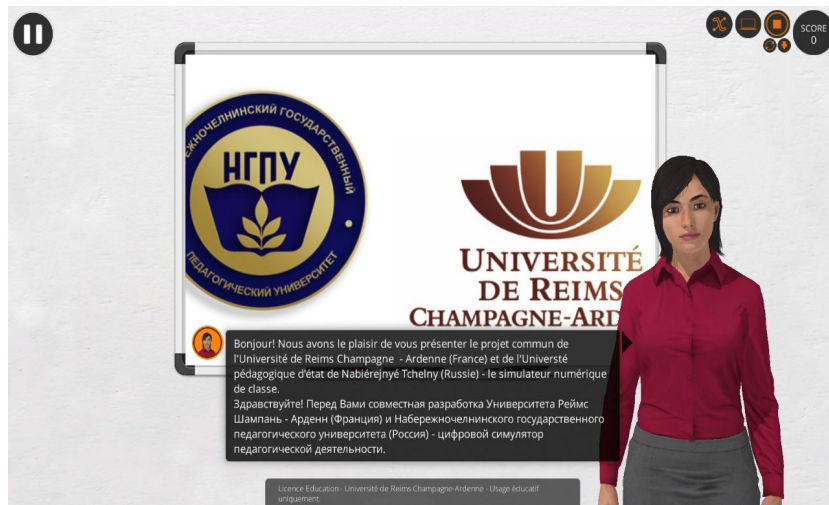 SCORE
0
ЕЖНОЧЕЛНИНСКИЙ ГОСУДАРСТВЕННЫЙ
НГПУ
ПЕДАГОГИЧЕСКИЙ УНИВЕРСИТЕТ
UNIVERSITÉ
DE REIMS
CHAMPAGNE-ARD
Bonjour! Nous avons le plaisir de vous présenter le projet commun de
l'Université de Reims Champagne - Ardenne (France) et de l'Universté
pédagogique d'état de Nabiérejnyé Tchelny (Russie) - le simulateur numérique
de classe.
Здравствуйте! Перед Вами совместная разработка Университета Реймс
Шампань - Арденн (Франция) и Набережночелнинского государственного
педагогического университета (Россия) - цифровой симулятор
педагогической деятельности.
Licence Education - Université de Reims Champagne-Ardenne - Usage éducatif
uniquement.